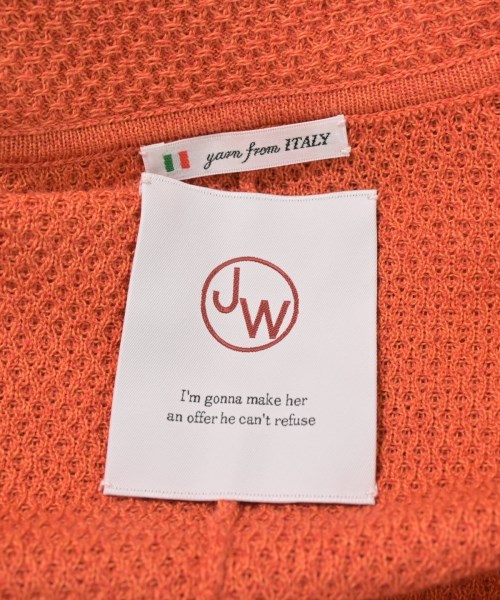 yarn from ITALY
JW
I'm gonna make her
an offer he can't refuse